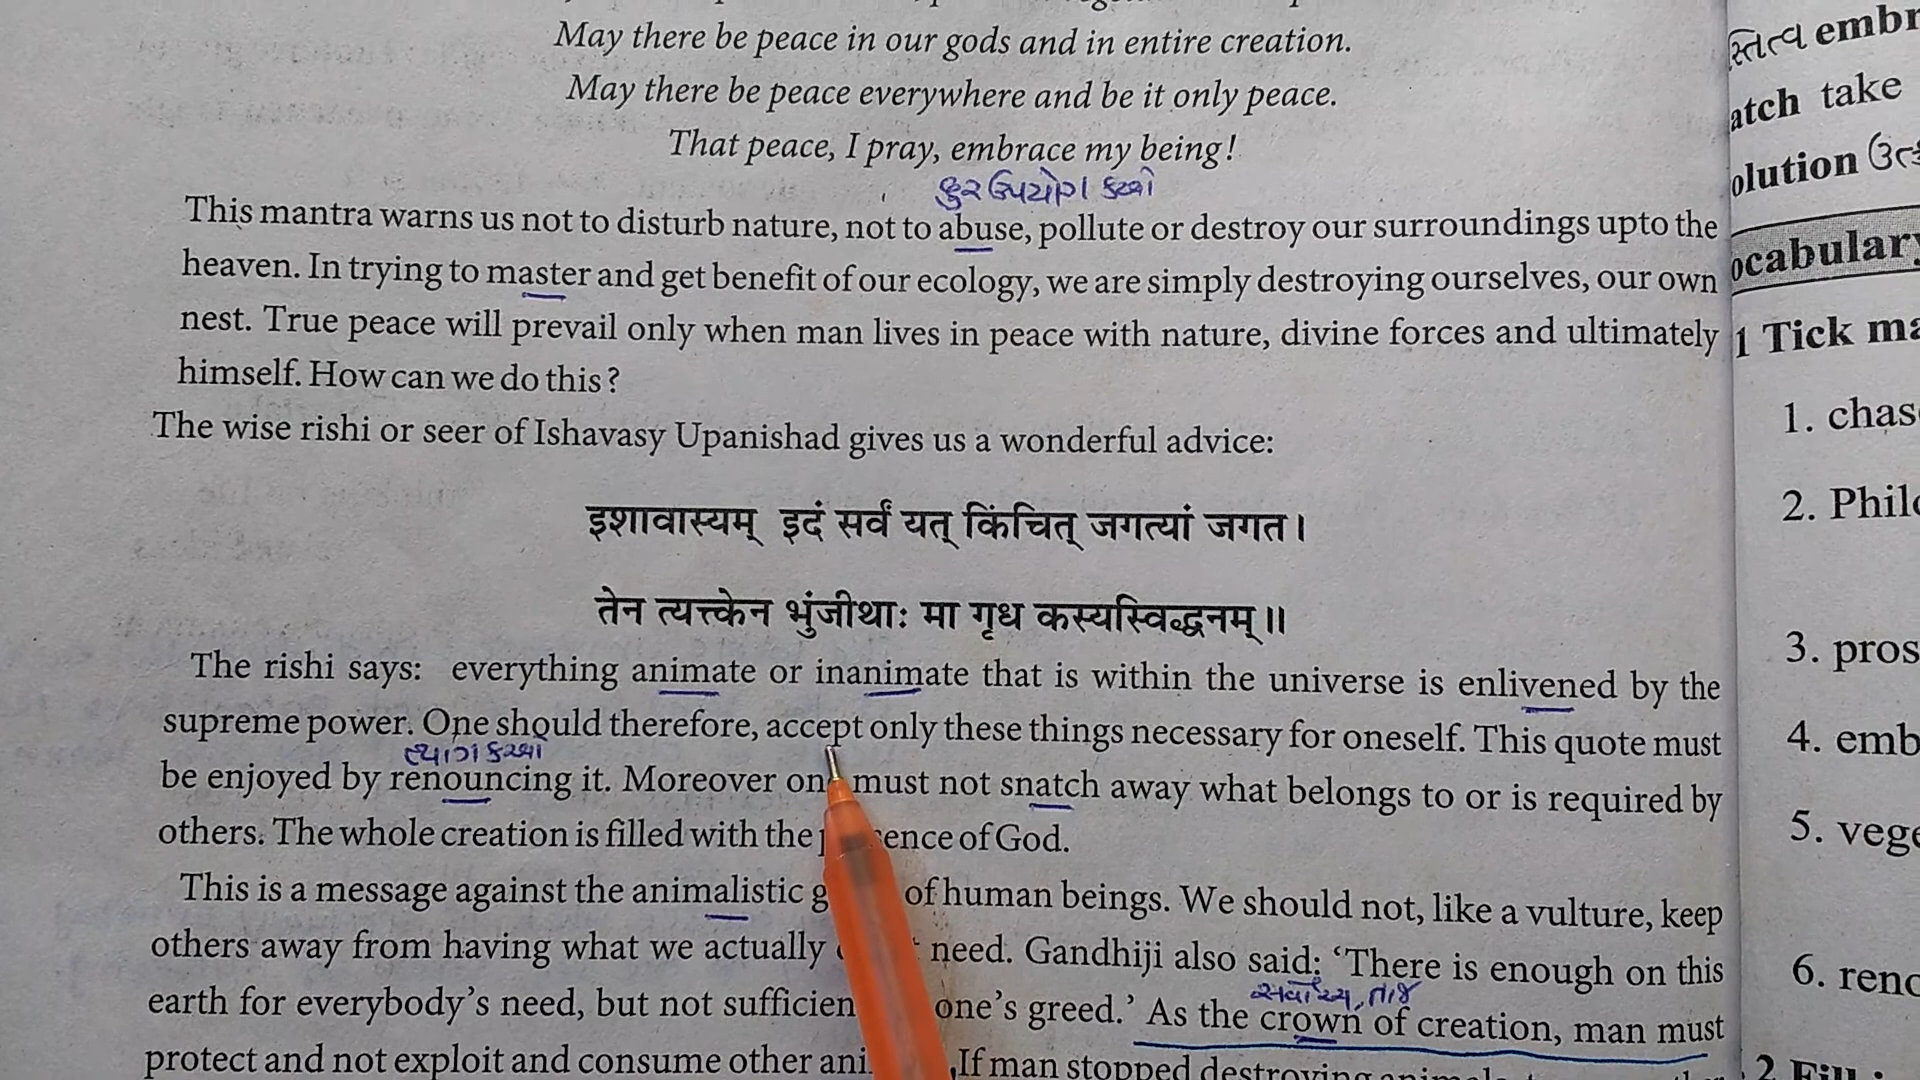 May there be peace in our gods and in entire creation.
May there be peace everywhere and be it only peace.
That peace, I pray, embrace my being!
This mantra warns us not to disturb nature, not to abuse, pollute or destroy our surroundings upto the
heaven. In trying to master and get benefit of our ecology, we are simply destroying ourselves, our own
nest. True peace will prevail only when man lives in peace with nature, divine forces and ultimately
himself. How can we do this?
The wise rishi or seer of Ishavasy Upanishad gives us a wonderful advice:
इशावास्यम् इदं सर्वं यत् किंचित् जगत्यां जगत।
तेन त्यत्केन भुंजीथाः मा गृध कस्यस्विद्धनम्॥
The rishi says: everything animate or inanimate that is within the universe is enlivened by the
supreme power. One should therefore, accept only these things necessary for oneself. This quote must
ત્યાગ કરવો
be enjoyed by renouncing it. Moreover must not snatch away what belongs to or is required by
others. The whole creation is filled with the of God.
This is a message against the animalistic of human beings. We should not, like a vulture, keep
others away from having what we actually need. Gandhiji also said: 'There is enough on this
earth for everybody's need, but not one's greed.' As the crown of creation, man must
protect and not exploit and consume other If man stopped destroying
embr
atch take
olution
ocabulary
1 Tick ma
1. chas
2. Philo
3. pros
4. emb
5. vege
6. reno